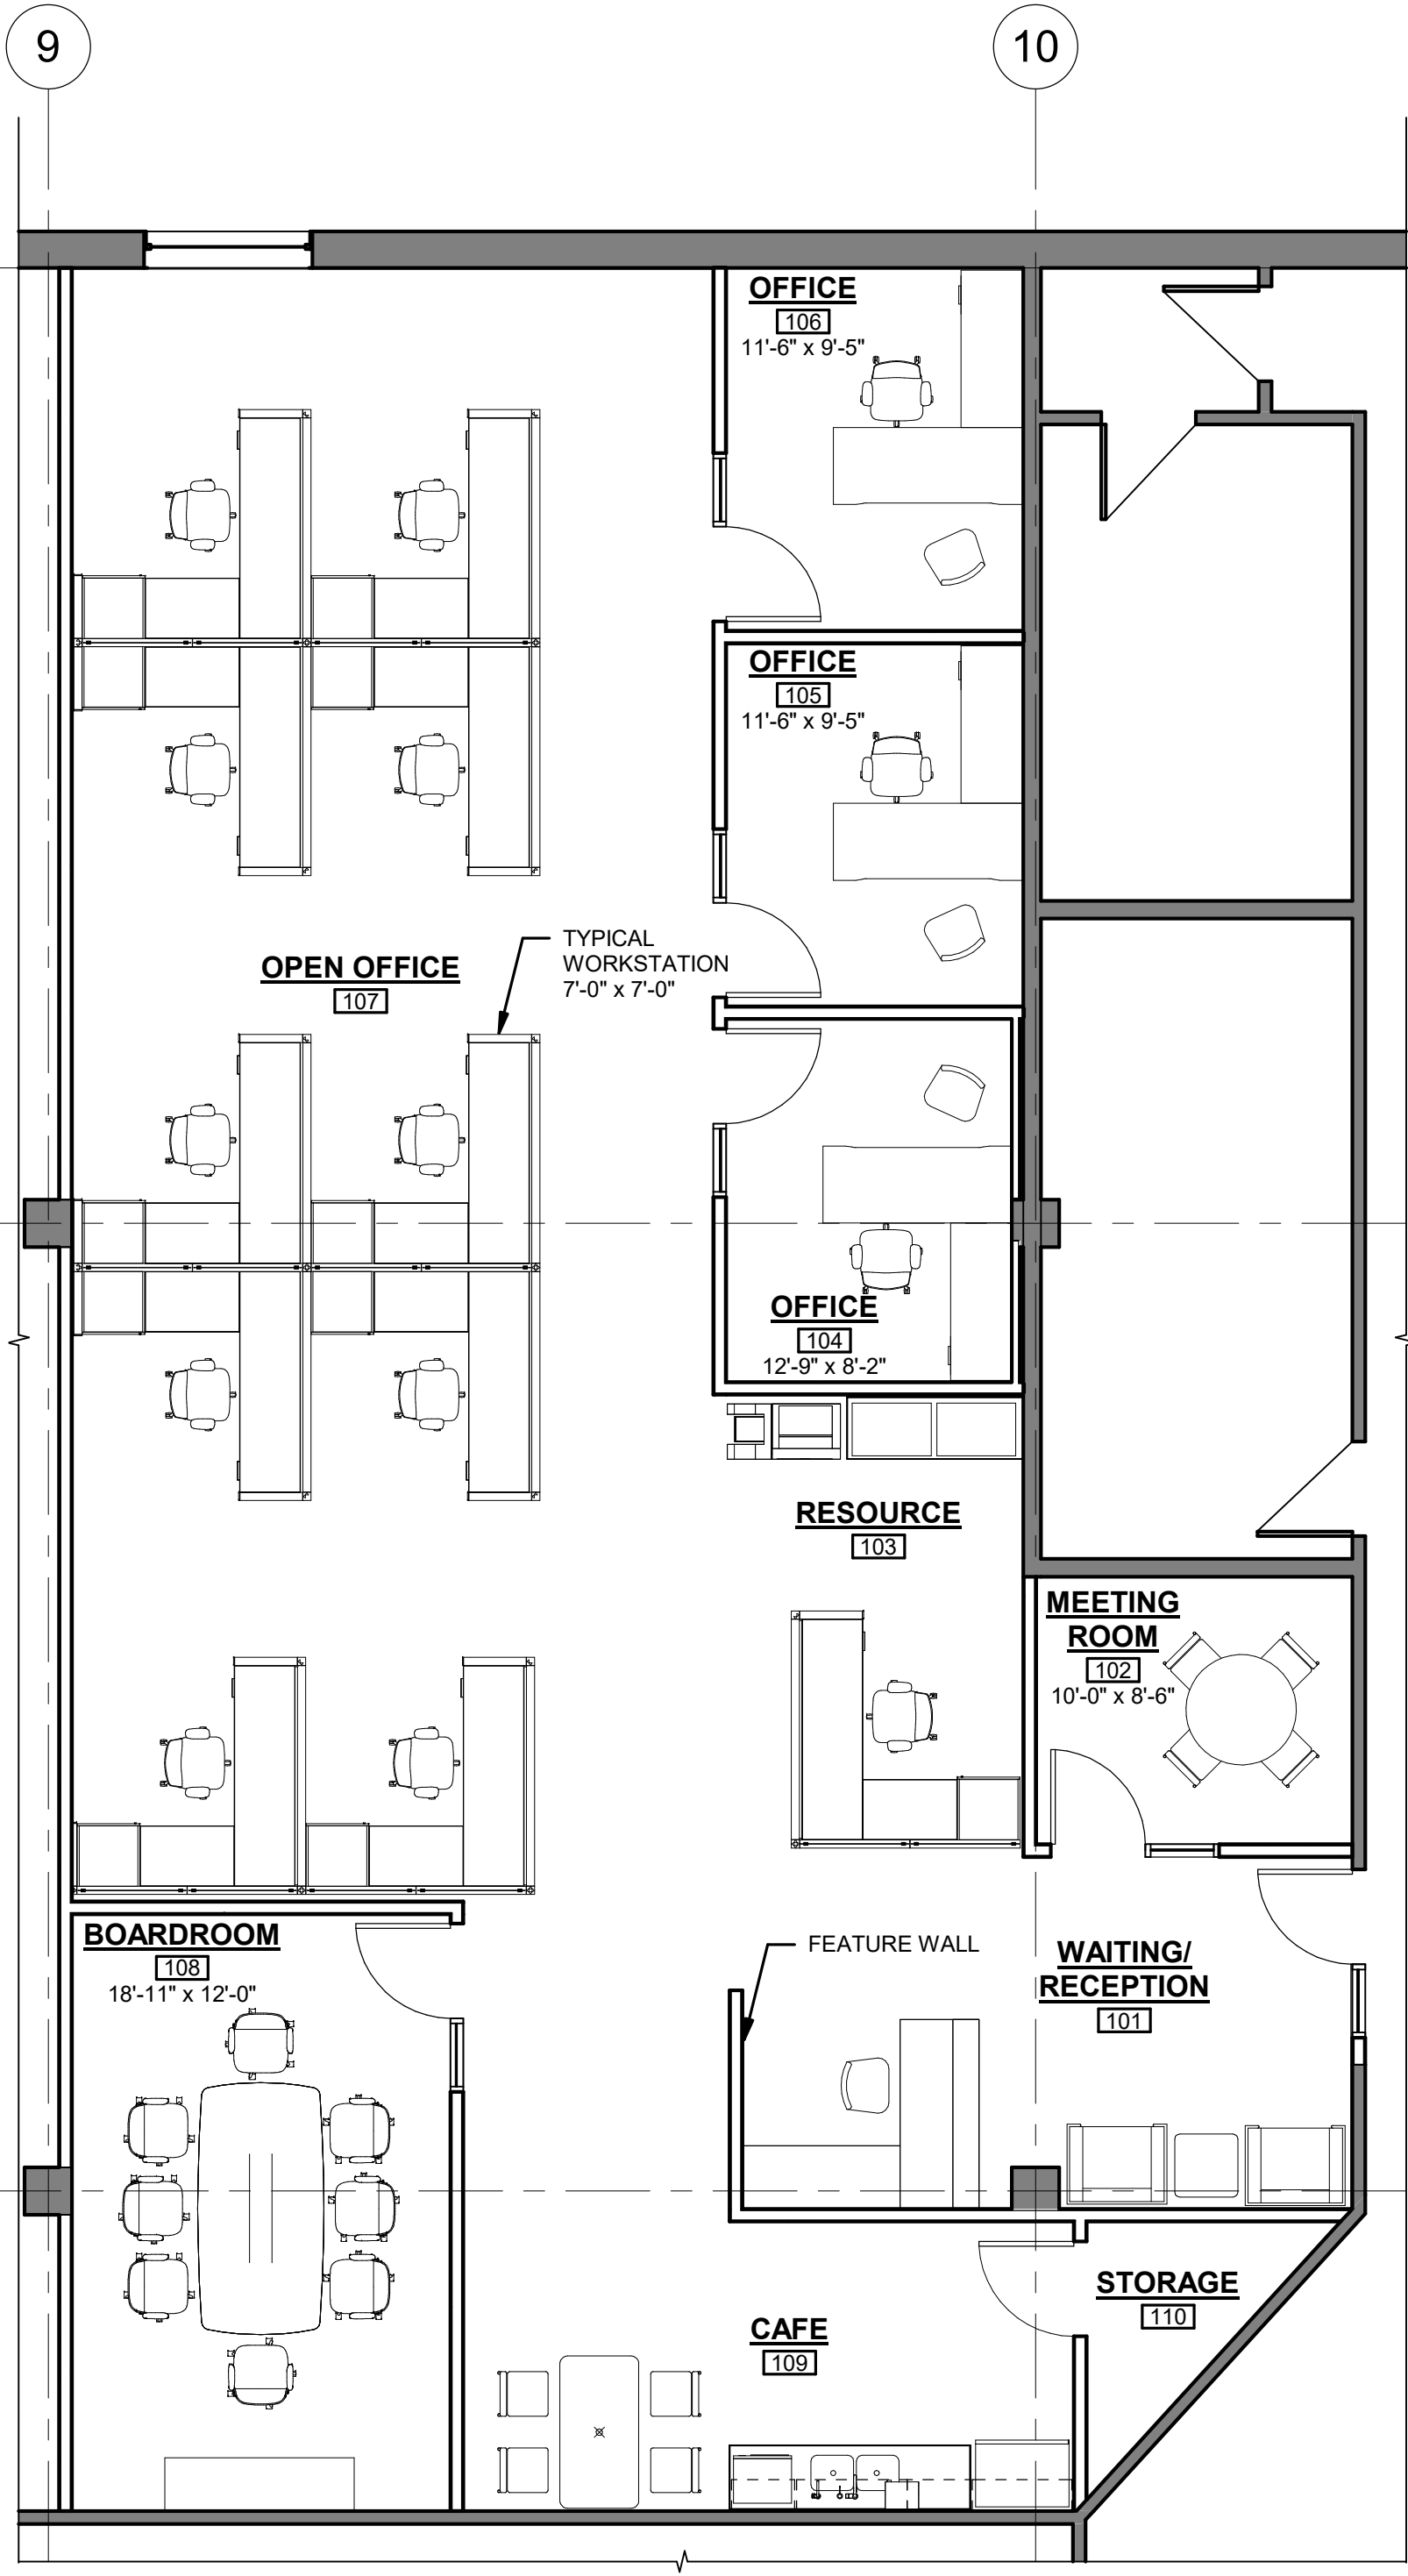 9
10
OFFICE
106
11'-6" x 9'-5"
OFFICE
105
11'-6" x 9'-5"
TYPICAL
WORKSTATION
7'-0" x 7'-0"
OPEN OFFICE
107
OFFICE
104
12'-9" x 8'-2"
RESOURCE
103
MEETING
ROOM
102
10'-0" x 8'-6"
BOARDROOM
108
18'-11" x 12'-0"
FEATURE WALL
WAITING/
RECEPTION
101
STORAGE
110
CAFE
109